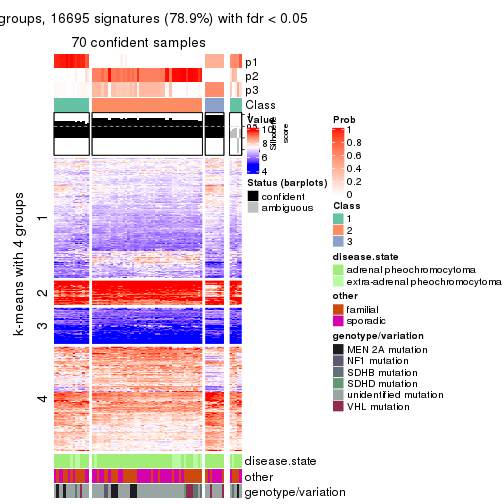 groups, 16695 signatures (78.9%) with fdr < 0.05
70 confident samples
p1
p2
p3
Class
Silhouette
score
k-means with 4 groups
1
2
3
4
disease.state
other
genotype/variation
Value
10
8
6
4
Status (barplots)
confident
ambiguous
Prob
1
0.8
0.6
0.4
0.2
0
Class
1
2
3
disease.state
adrenal pheochromocytoma
extra-adrenal pheochromocytoma
other
familial
sporadic
genotype/variation
MEN 2A mutation
NF1 mutation
SDHB mutation
SDHD mutation
unidentified mutation
VHL mutation